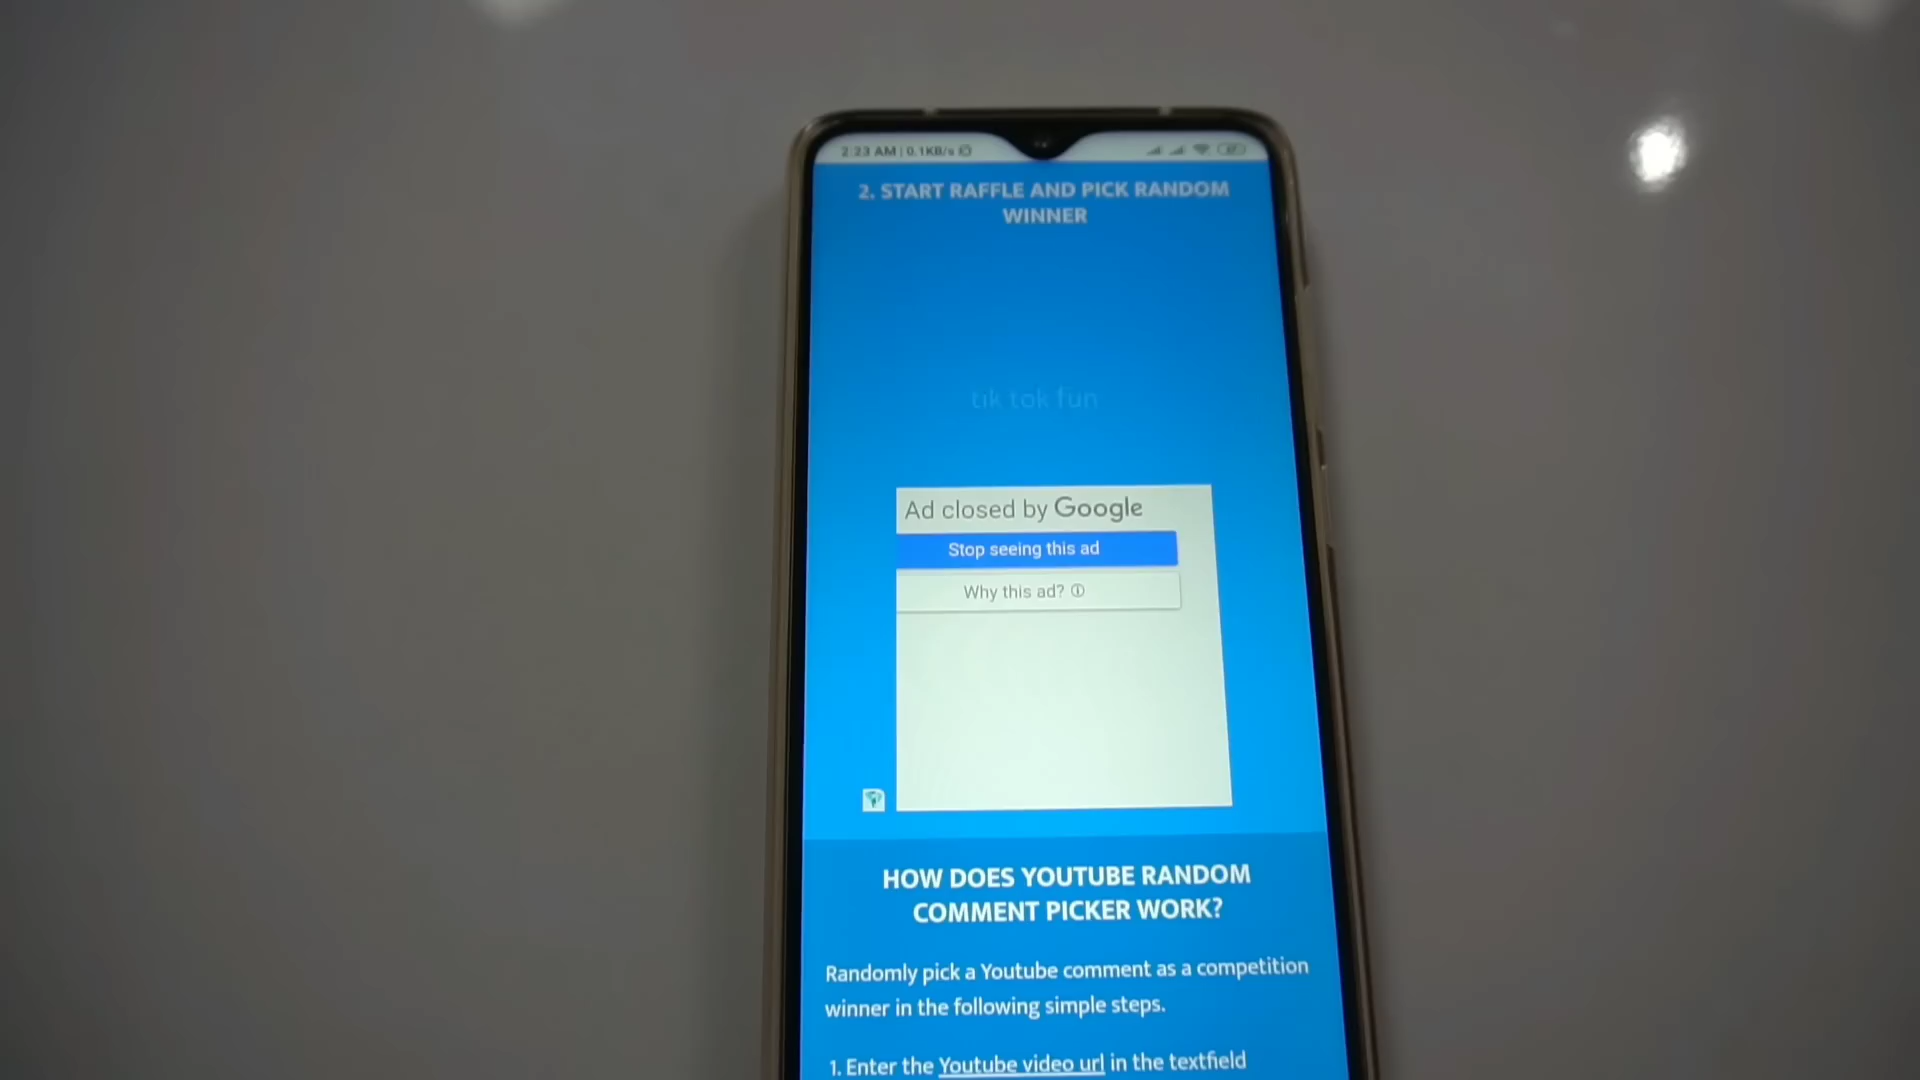 2:23 AM | 0.1KB/s
2. START RAFFLE AND PICK RANDOM
WINNER
tik tok fun
Ad closed by Google
Stop seeing this ad
Why this ad?
HOW DOES YOUTUBE RANDOM
COMMENT PICKER WORK?
Randomly pick a Youtube comment as a competition
winner in the following simple steps.
1. Enter the Youtube video url in the textfield